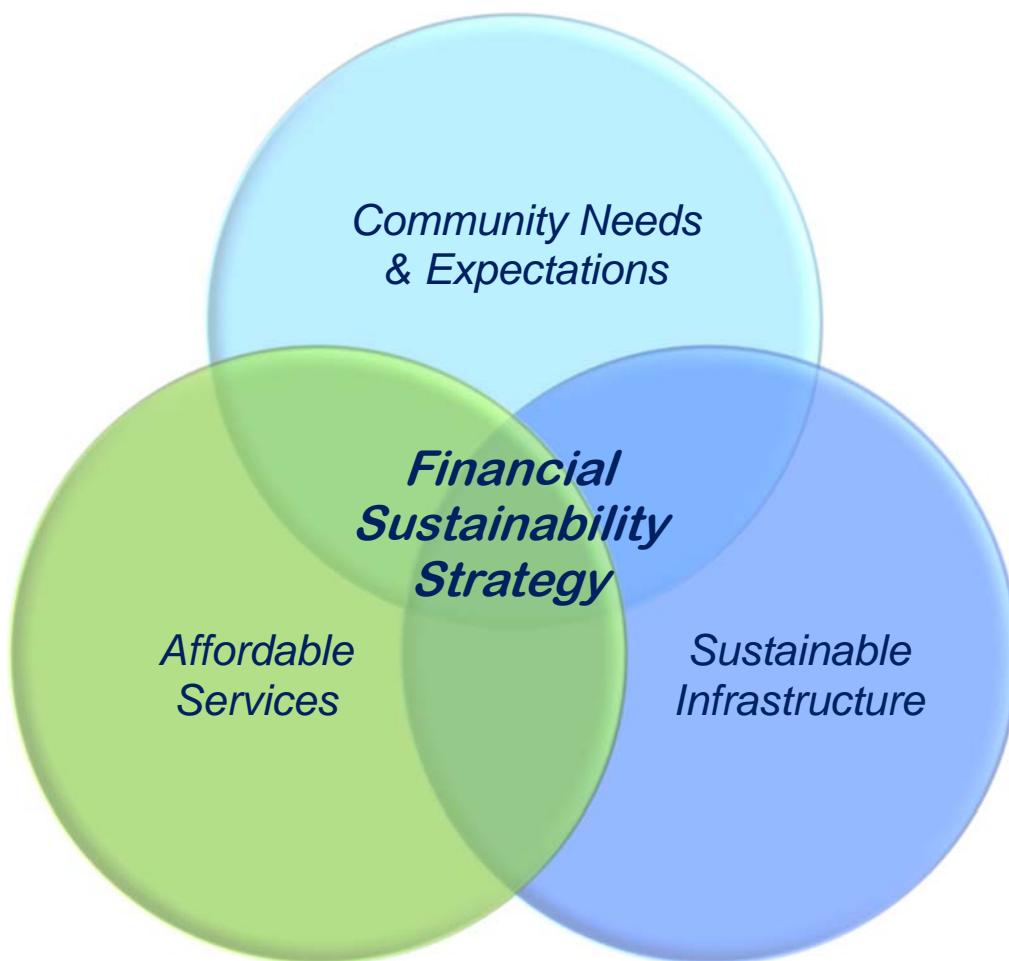 Community Needs
& Expectations
Financial
Sustainability
Strategy
Affordable
Services
Sustainable
Infrastructure